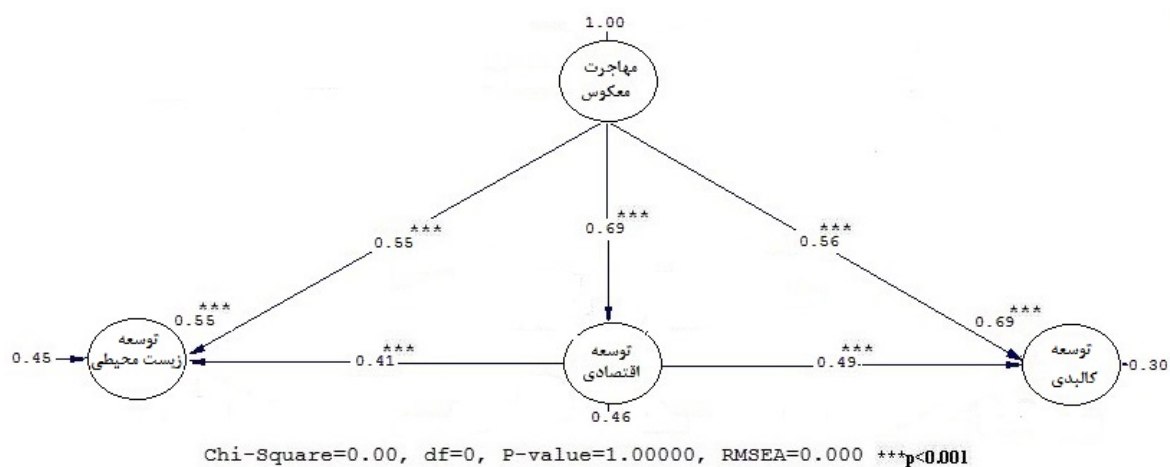 1.00
مهاجرت
معکوس
0.55***
0.69***
0.56***
0.55***
0.69***
0.45
توسعه
زیست محیطی
0.41***
توسعه
اقتصادی
0.49***
توسعه
کالبدی
0.30
0.46
Chi-Square=0.00, df=0, P-value=1.00000, RMSEA=0.000 ***p<0.001